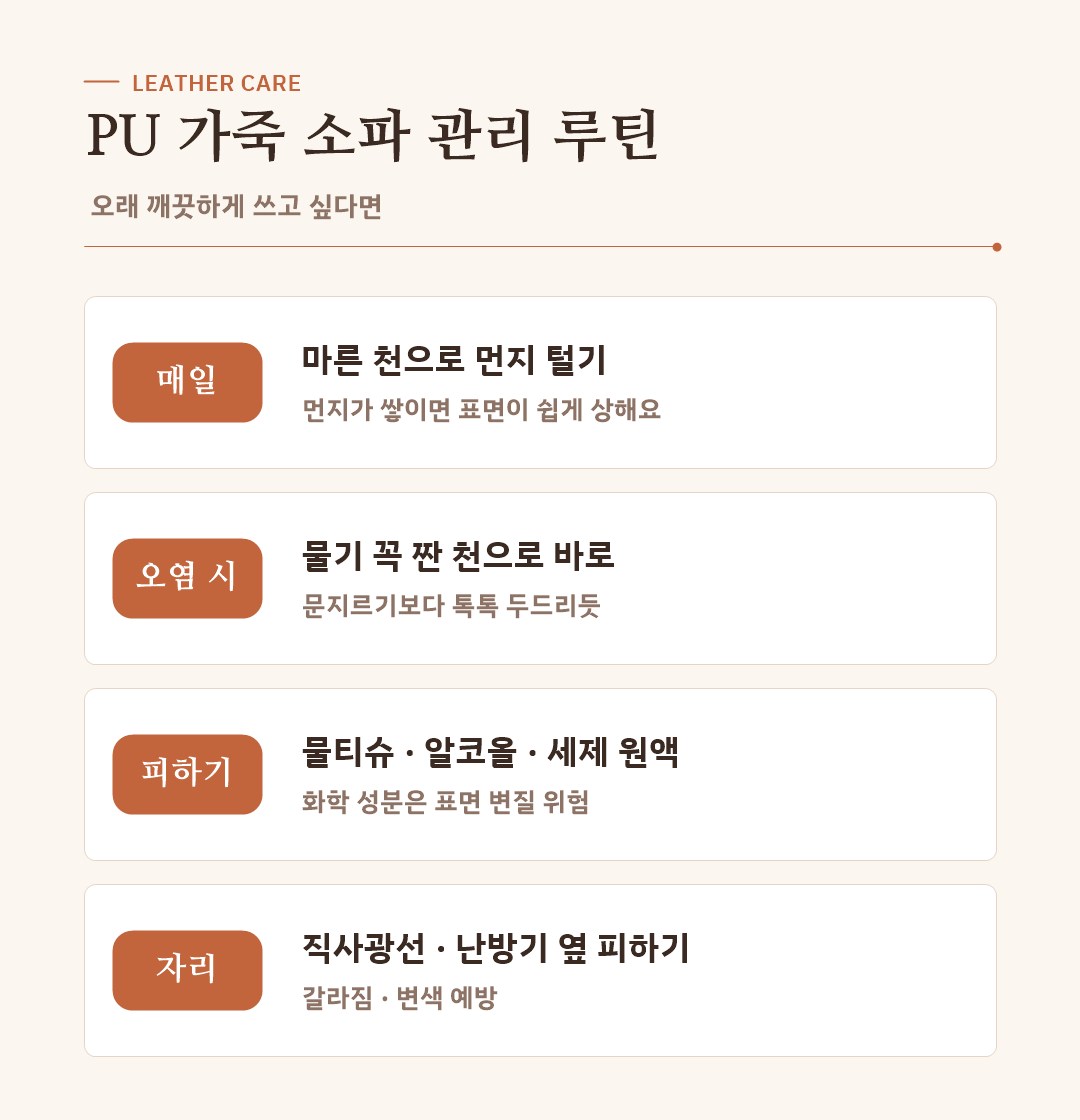 LEATHER CARE
PU 가죽 소파 관리 루틴
오래 깨끗하게 쓰고 싶다면
매일
마른 천으로 먼지 털기
먼지가 쌓이면 표면이 쉽게 상해요
오염 시
물기 꼭 짠 천으로 바로
문지르기보다 톡톡 두드리듯
피하기
물티슈 · 알코올 · 세제 원액
화학 성분은 표면 변질 위험
자리
직사광선 · 난방기 옆 피하기
갈라짐 · 변색 예방